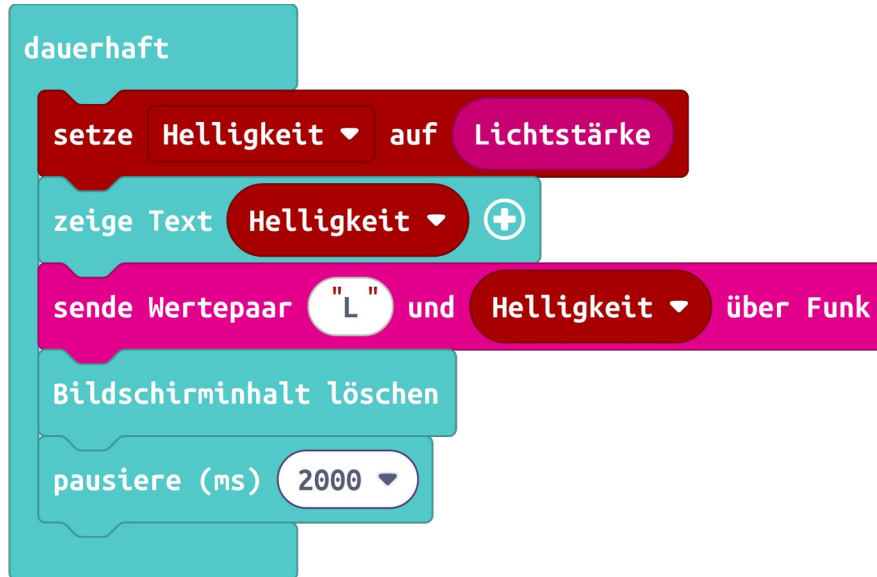 dauerhaft
setze Helligkeit auf Lichtstärke
zeige Text Helligkeit
sende Wertepaar "L" und Helligkeit über Funk
Bildschirminhalt löschen
pausiere (ms) 2000